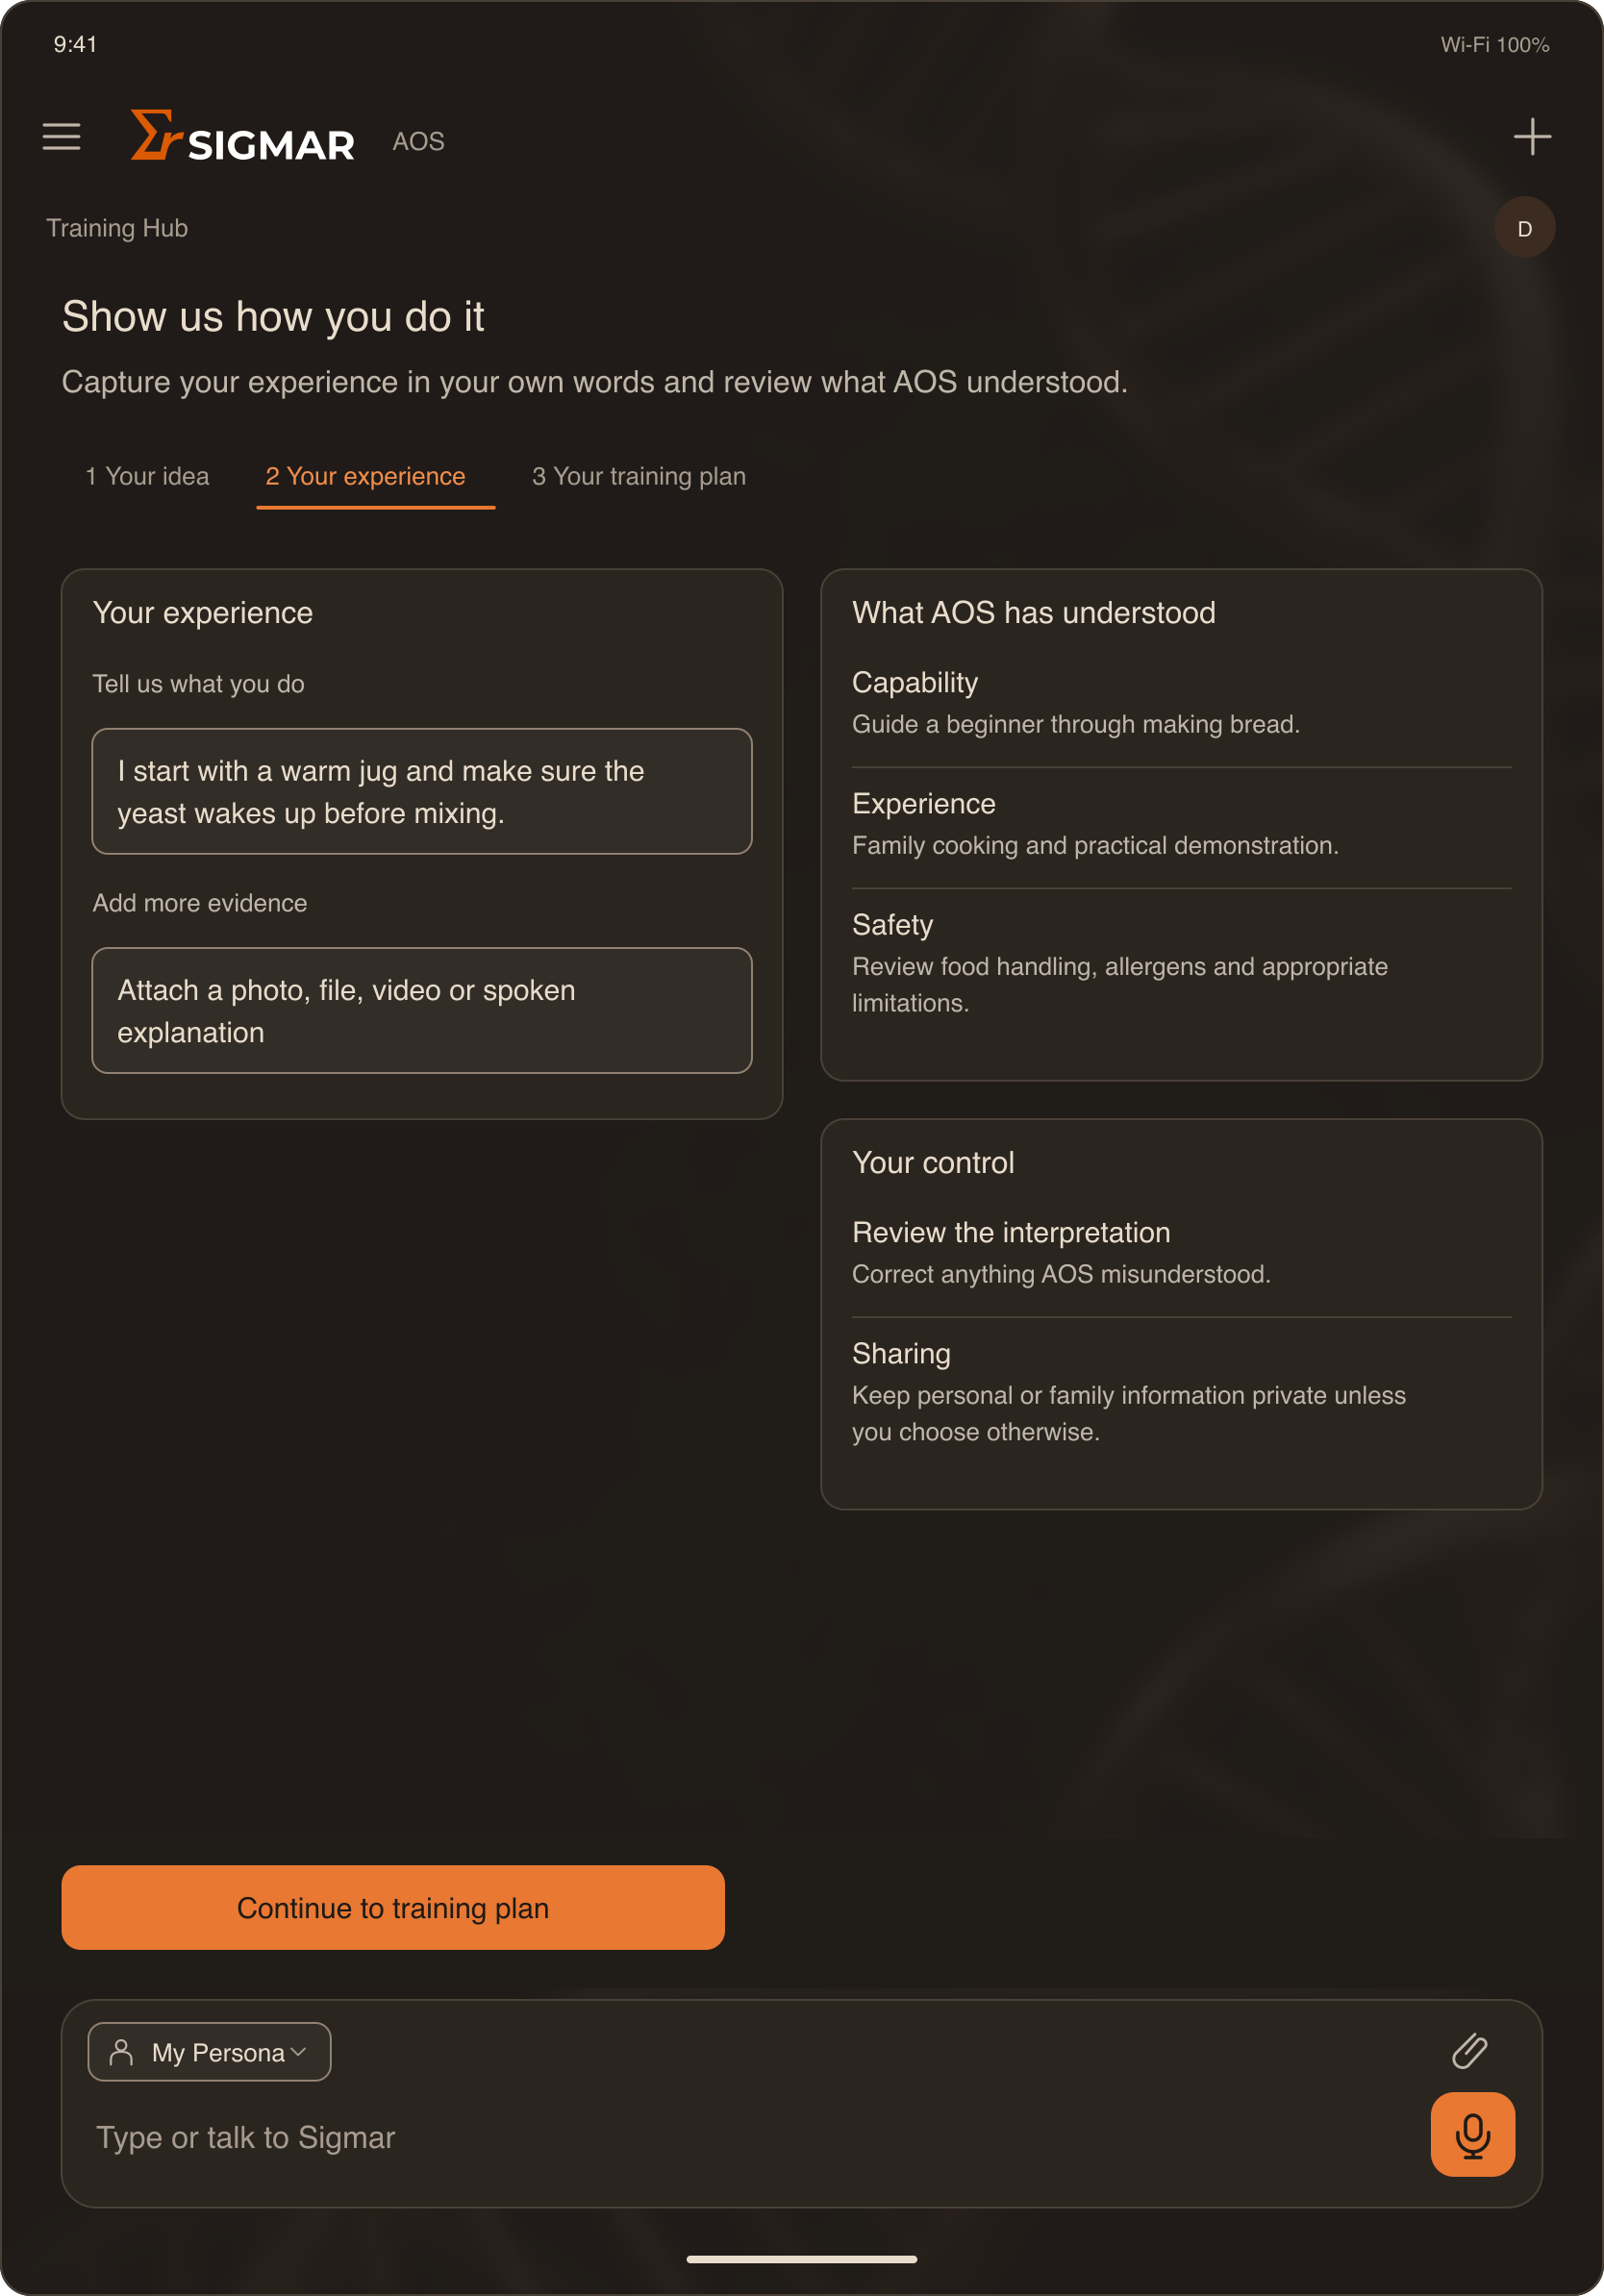 9:41
Wi-Fi 100%
Σr SIGMAR AOS
Training Hub
D
Show us how you do it
Capture your experience in your own words and review what AOS understood.
1 Your idea
2 Your experience
3 Your training plan
Your experience
Tell us what you do
I start with a warm jug and make sure the
yeast wakes up before mixing.
Add more evidence
Attach a photo, file, video or spoken
explanation
What AOS has understood
Capability
Guide a beginner through making bread.
Experience
Family cooking and practical demonstration.
Safety
Review food handling, allergens and appropriate
limitations.
Your control
Review the interpretation
Correct anything AOS misunderstood.
Sharing
Keep personal or family information private unless
you choose otherwise.
Continue to training plan
My Persona
Type or talk to Sigmar